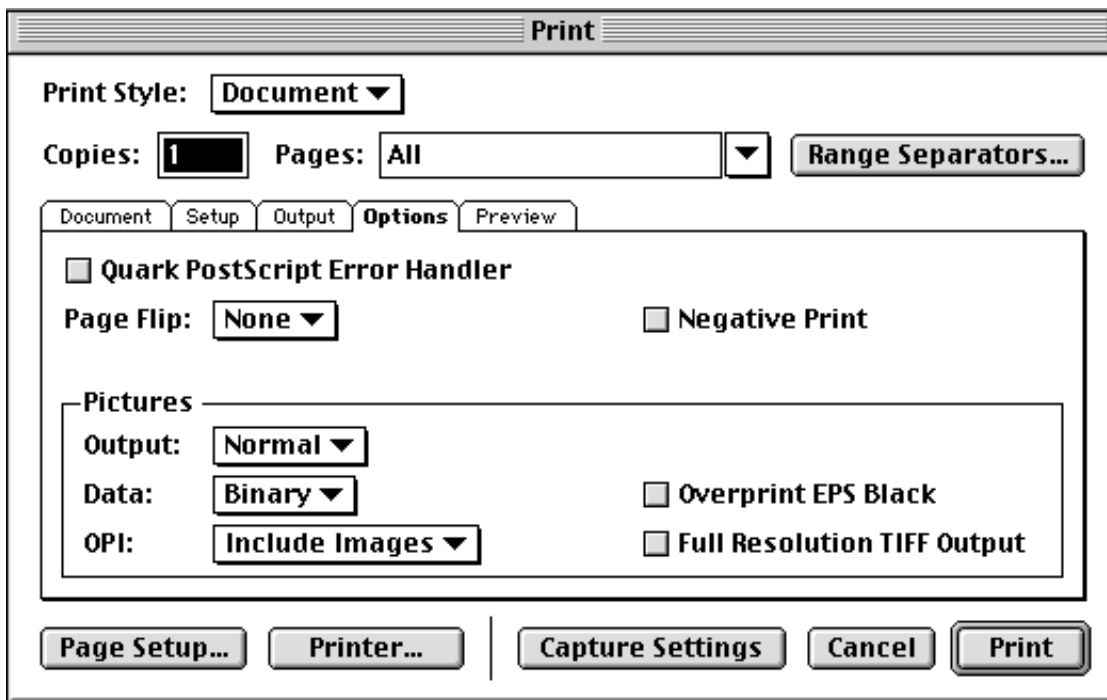 Print
Print Style: Document
Copies: 1 Pages: All Range Separators...
Document Setup Output Options Preview
Quark PostScript Error Handler
Page Flip: None Negative Print
Pictures
Output: Normal
Data: Binary Overprint EPS Black
OPI: Include Images Full Resolution TIFF Output
Page Setup... Printer... Capture Settings Cancel Print